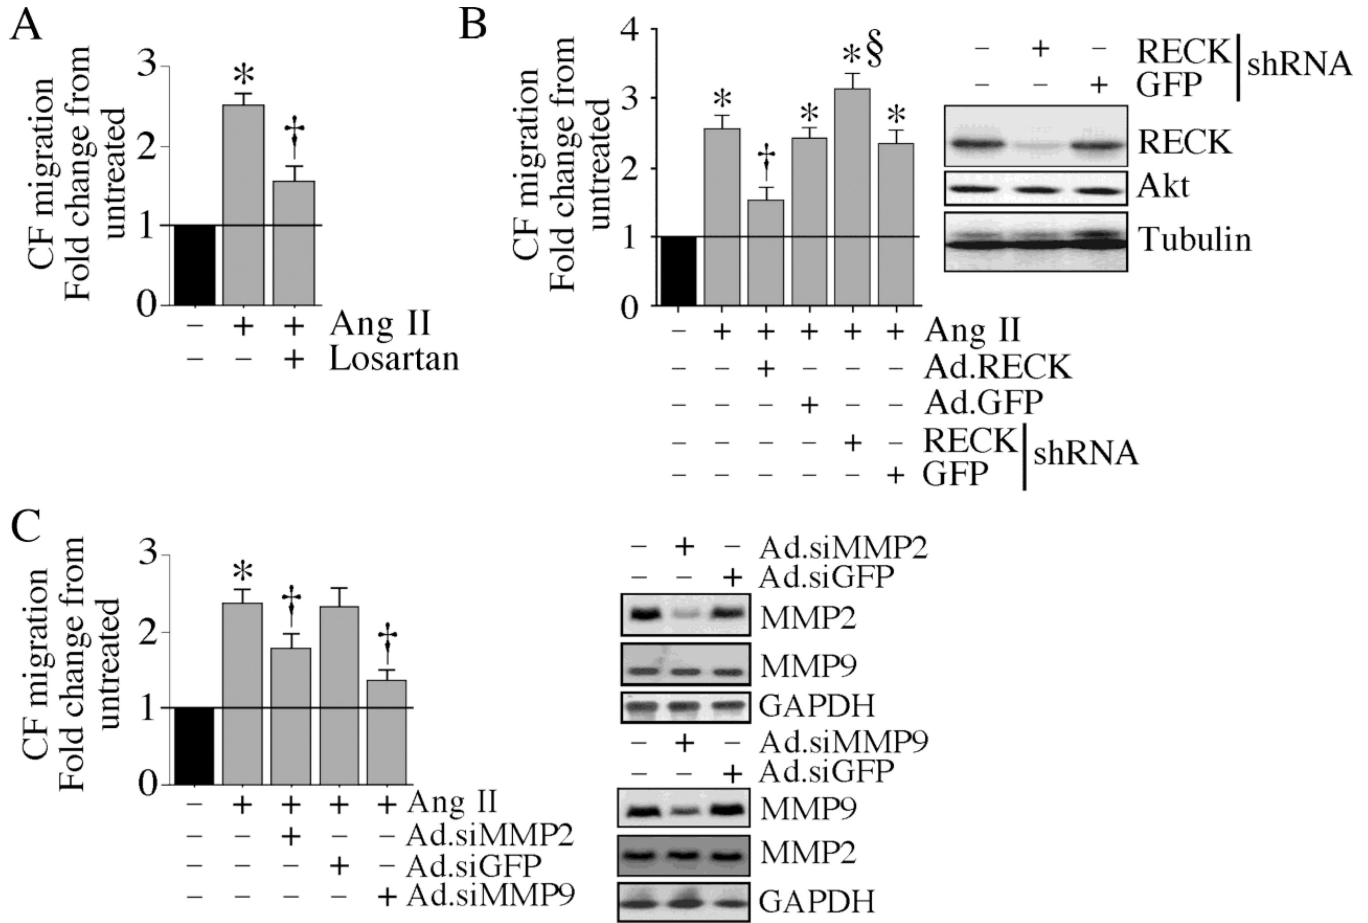 A
CF migration
Fold change from
untreated
3
2
1
0
*
‡
− + + Ang II
− − + Losartan
B
CF migration
Fold change from
untreated
4
3
2
1
0
*
‡
*
*§
*
− + + + + + Ang II
− − + − − − Ad.RECK
− − − + − − Ad.GFP
− − − − + − RECK
− − − − − + GFP
shRNA
− + − RECK
− − + GFP
shRNA
RECK
Akt
Tubulin
C
CF migration
Fold change from
untreated
3
2
1
0
*
‡
‡
− + + + + Ang II
− − + − − Ad.siMMP2
− − − + − Ad.siGFP
− − − − + Ad.siMMP9
− + − Ad.siMMP2
− − + Ad.siGFP
MMP2
MMP9
GAPDH
− + − Ad.siMMP9
− − + Ad.siGFP
MMP9
MMP2
GAPDH